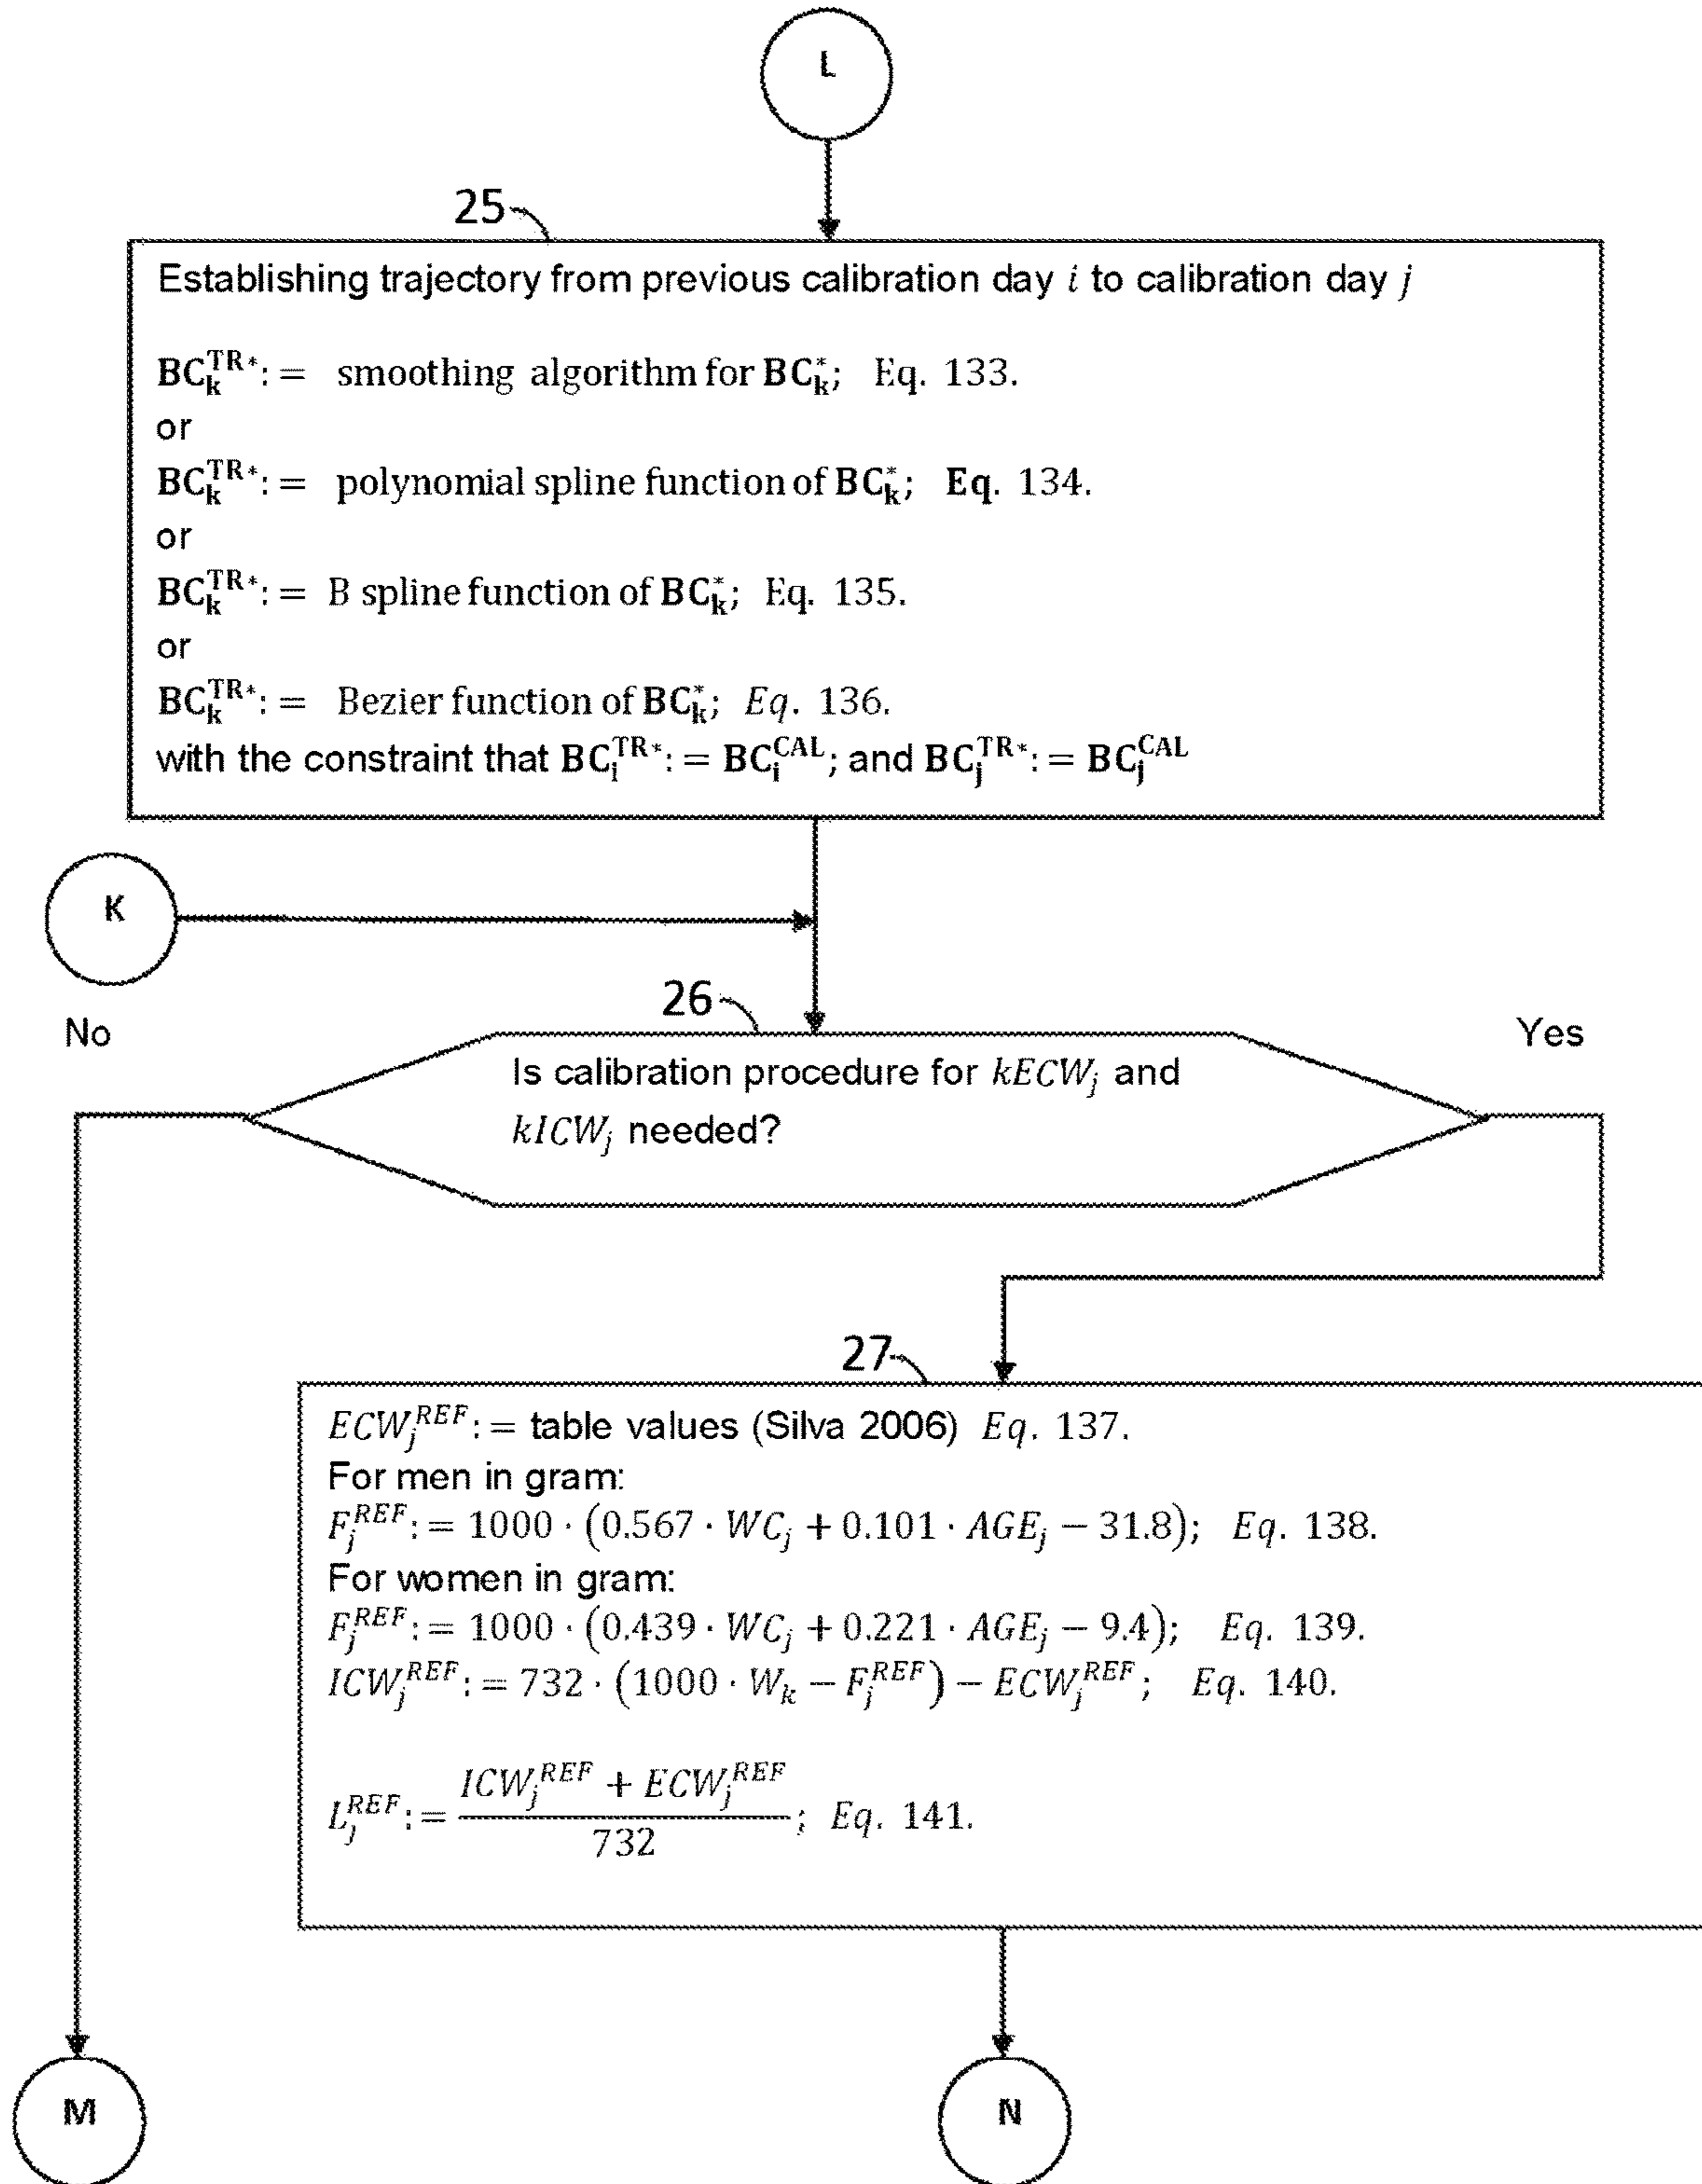 L
25
Establishing trajectory from previous calibration day i to calibration day j
BC_k^{TR*}: = smoothing algorithm for BC_k^*; Eq. 133.
or
BC_k^{TR*}: = polynomial spline function of BC_k^*; Eq. 134.
or
BC_k^{TR*}: = B spline function of BC_k^*; Eq. 135.
or
BC_k^{TR*}: = Bezier function of BC_k^*; Eq. 136.
with the constraint that BC_i^{TR*}: = BC_i^{CAL}; and BC_j^{TR*}: = BC_j^{CAL}
K
26
No
Yes
Is calibration procedure for kECW_j and
kICW_j needed?
27
ECW_j^{REF}: = table values (Silva 2006) Eq. 137.
For men in gram:
F_j^{REF}: = 1000 · (0.567 · WC_j + 0.101 · AGE_j − 31.8); Eq. 138.
For women in gram:
F_j^{REF}: = 1000 · (0.439 · WC_j + 0.221 · AGE_j − 9.4); Eq. 139.
ICW_j^{REF}: = 732 · (1000 · W_k − F_j^{REF}) − ECW_j^{REF}; Eq. 140.
L_j^{REF}: = \frac{ICW_j^{REF} + ECW_j^{REF}}{732}; Eq. 141.
M
N